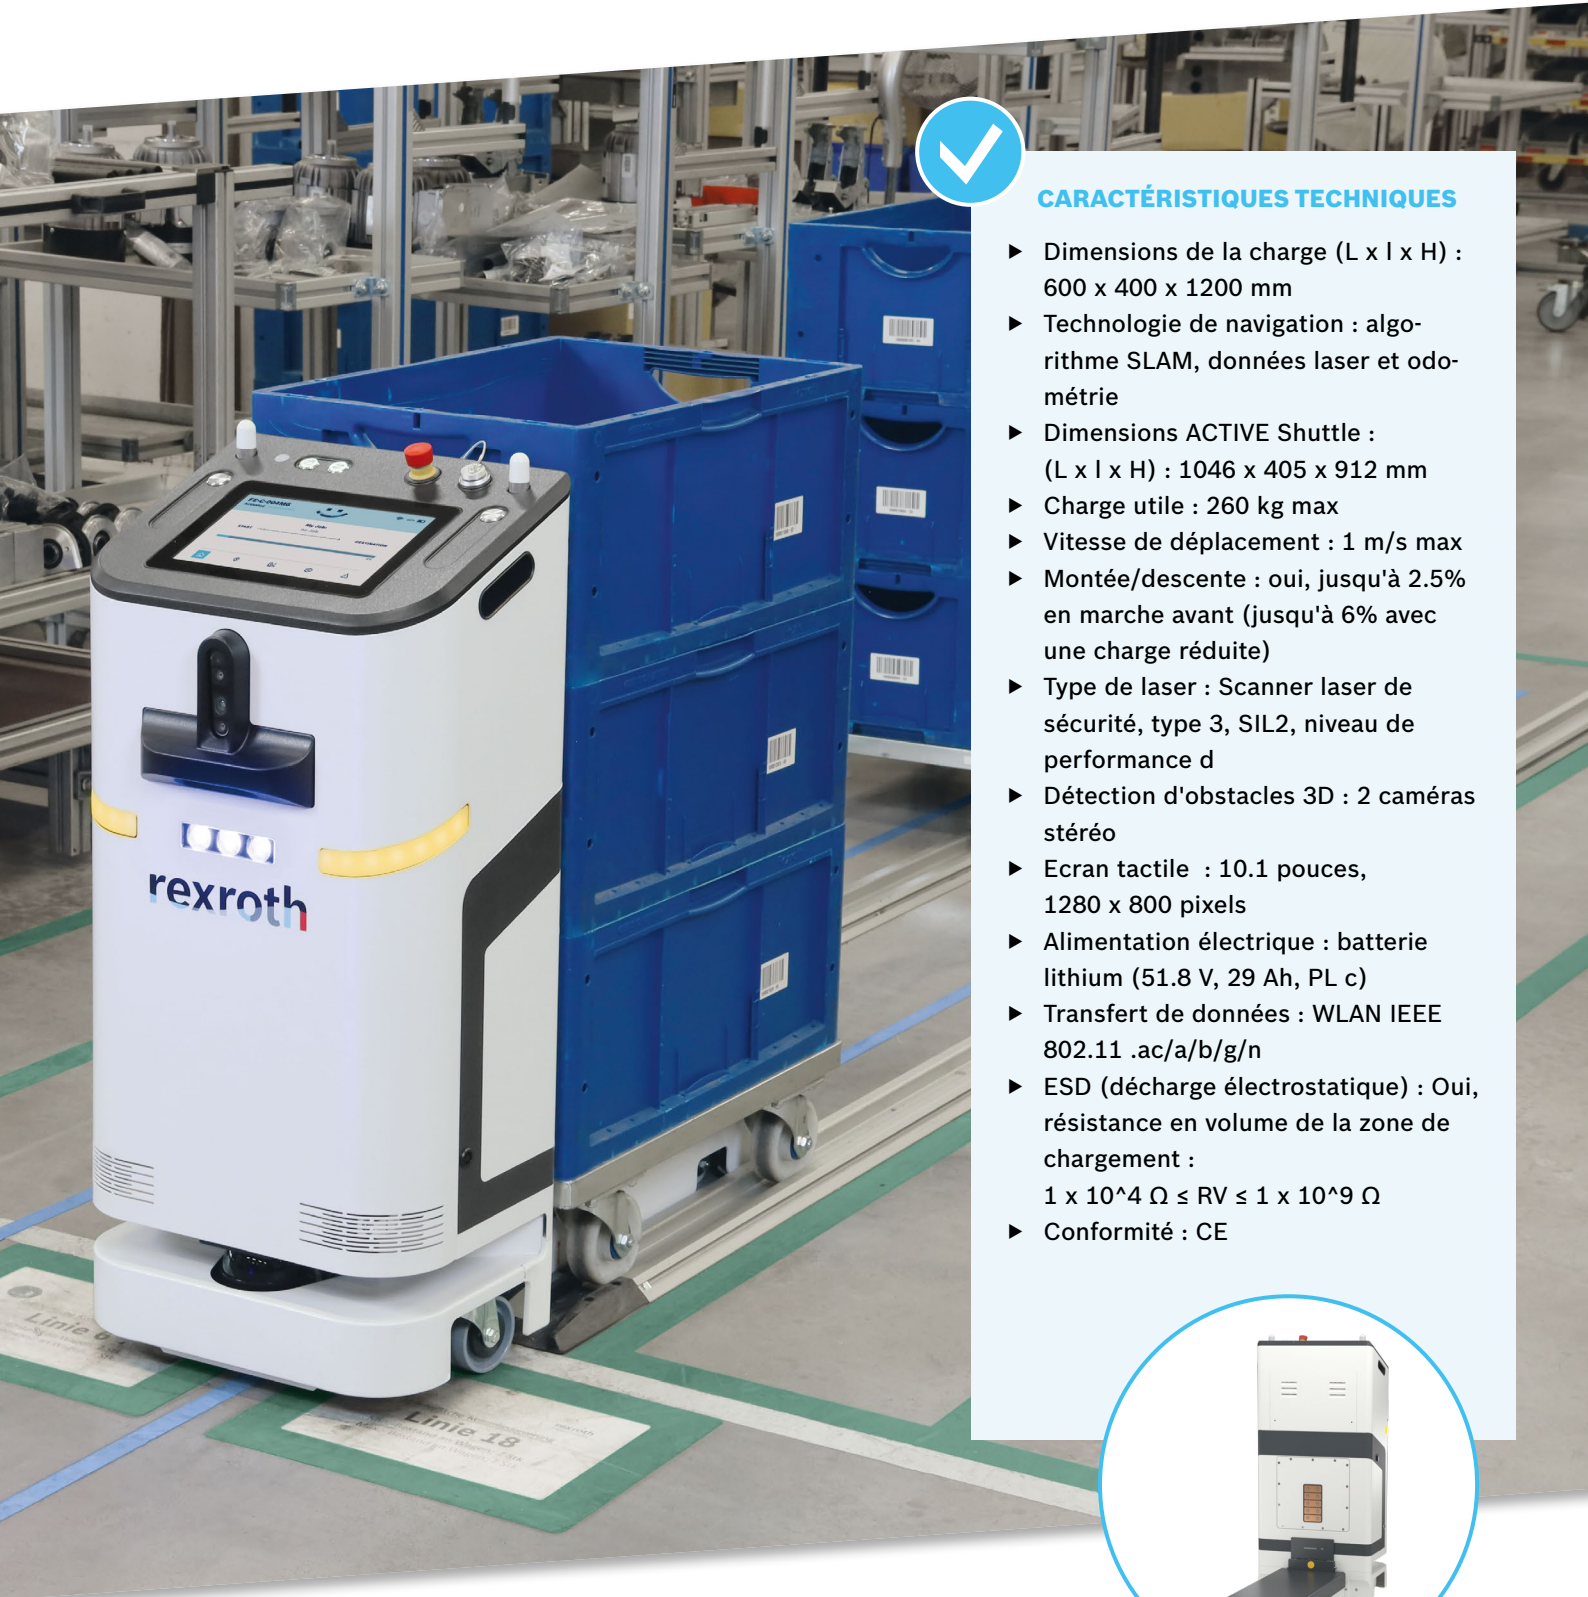 CARACTÉRISTIQUES TECHNIQUES
▶ Dimensions de la charge (L x l x H) :
600 x 400 x 1200 mm
▶ Technologie de navigation : algo-
rithme SLAM, données laser et odo-
métrie
▶ Dimensions ACTIVE Shuttle :
(L x l x H) : 1046 x 405 x 912 mm
▶ Charge utile : 260 kg max
▶ Vitesse de déplacement : 1 m/s max
▶ Montée/descente : oui, jusqu'à 2.5%
en marche avant (jusqu'à 6% avec
une charge réduite)
▶ Type de laser : Scanner laser de
sécurité, type 3, SIL2, niveau de
performance d
▶ Détection d'obstacles 3D : 2 caméras
stéréo
▶ Ecran tactile  : 10.1 pouces,
1280 x 800 pixels
▶ Alimentation électrique : batterie
lithium (51.8 V, 29 Ah, PL c)
▶ Transfert de données : WLAN IEEE
802.11 .ac/a/b/g/n
▶ ESD (décharge électrostatique) : Oui,
résistance en volume de la zone de
chargement :
1 x 10^4 Ω ≤ RV ≤ 1 x 10^9 Ω
▶ Conformité : CE
rexroth
Linie 6
Linie 18
rexroth